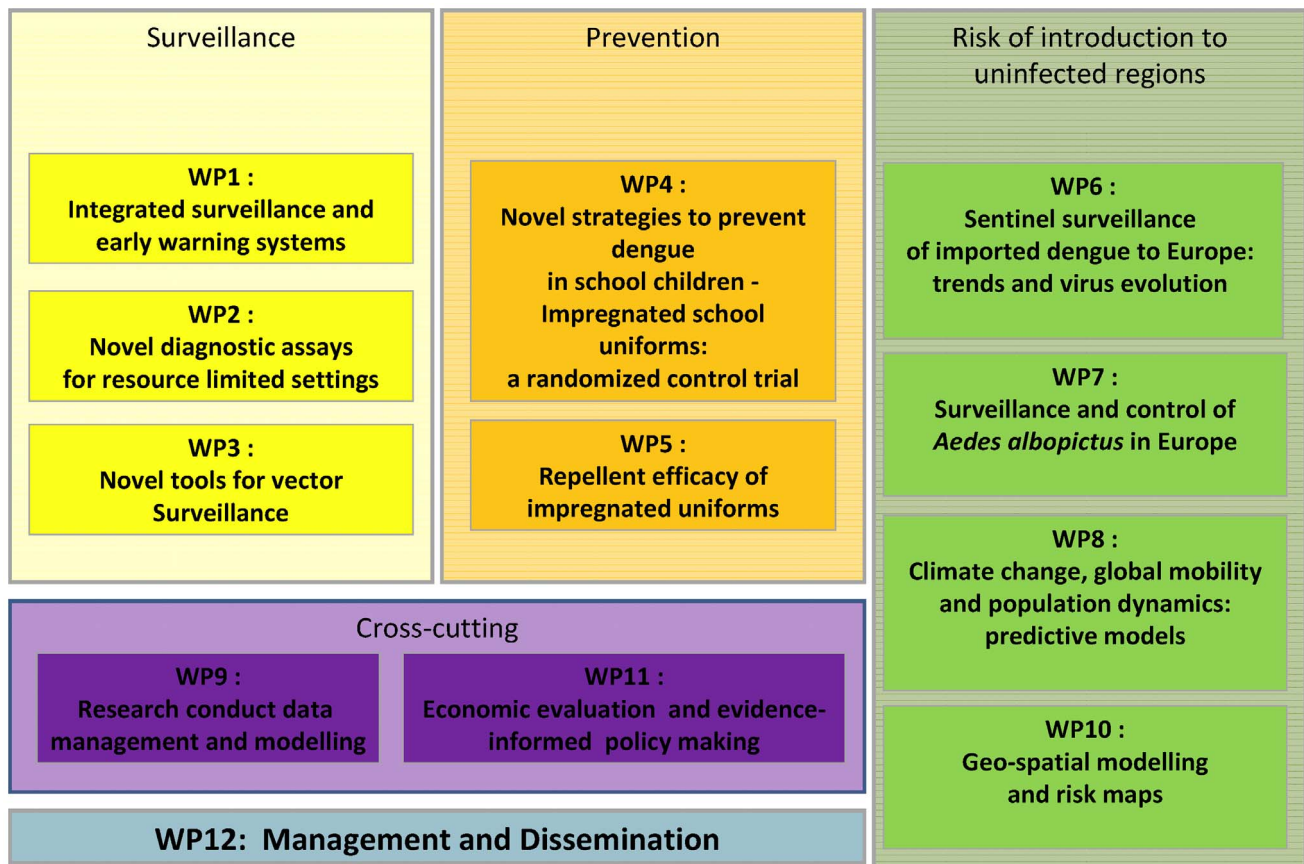 Surveillance
WP1 :
Integrated surveillance and
early warning systems
WP2 :
Novel diagnostic assays
for resource limited settings
WP3 :
Novel tools for vector
Surveillance
Prevention
WP4 :
Novel strategies to prevent
dengue
in school children -
Impregnated school
uniforms:
a randomized control trial
WP5 :
Repellent efficacy of
impregnated uniforms
Risk of introduction to
uninfected regions
WP6 :
Sentinel surveillance
of imported dengue to Europe:
trends and virus evolution
WP7 :
Surveillance and control of
Aedes albopictus in Europe
WP8 :
Climate change, global mobility
and population dynamics:
predictive models
WP10 :
Geo-spatial modelling
and risk maps
Cross-cutting
WP9 :
Research conduct data
management and modelling
WP11 :
Economic evaluation  and evidence-
informed  policy making
WP12:  Management and Dissemination